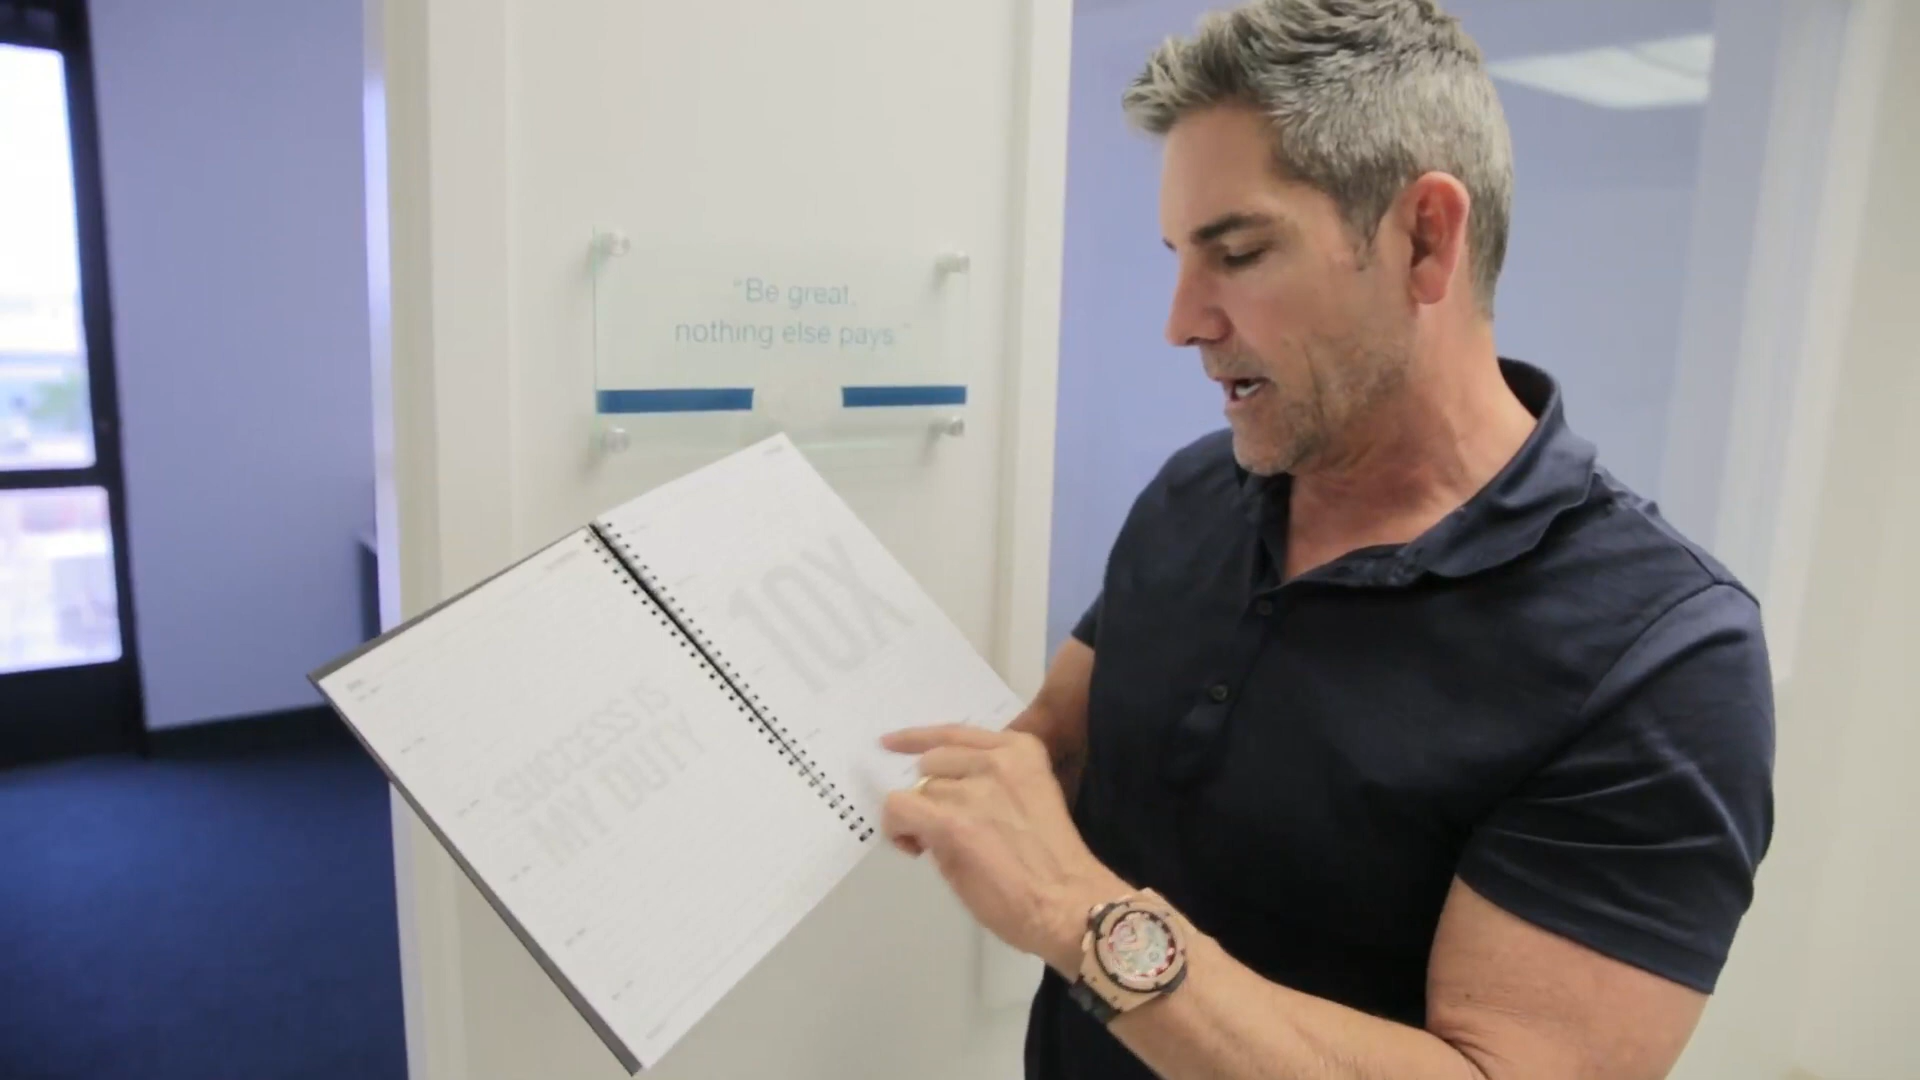 "Be great,
nothing else pays."
10X
SUCCESS IS
MY DUTY